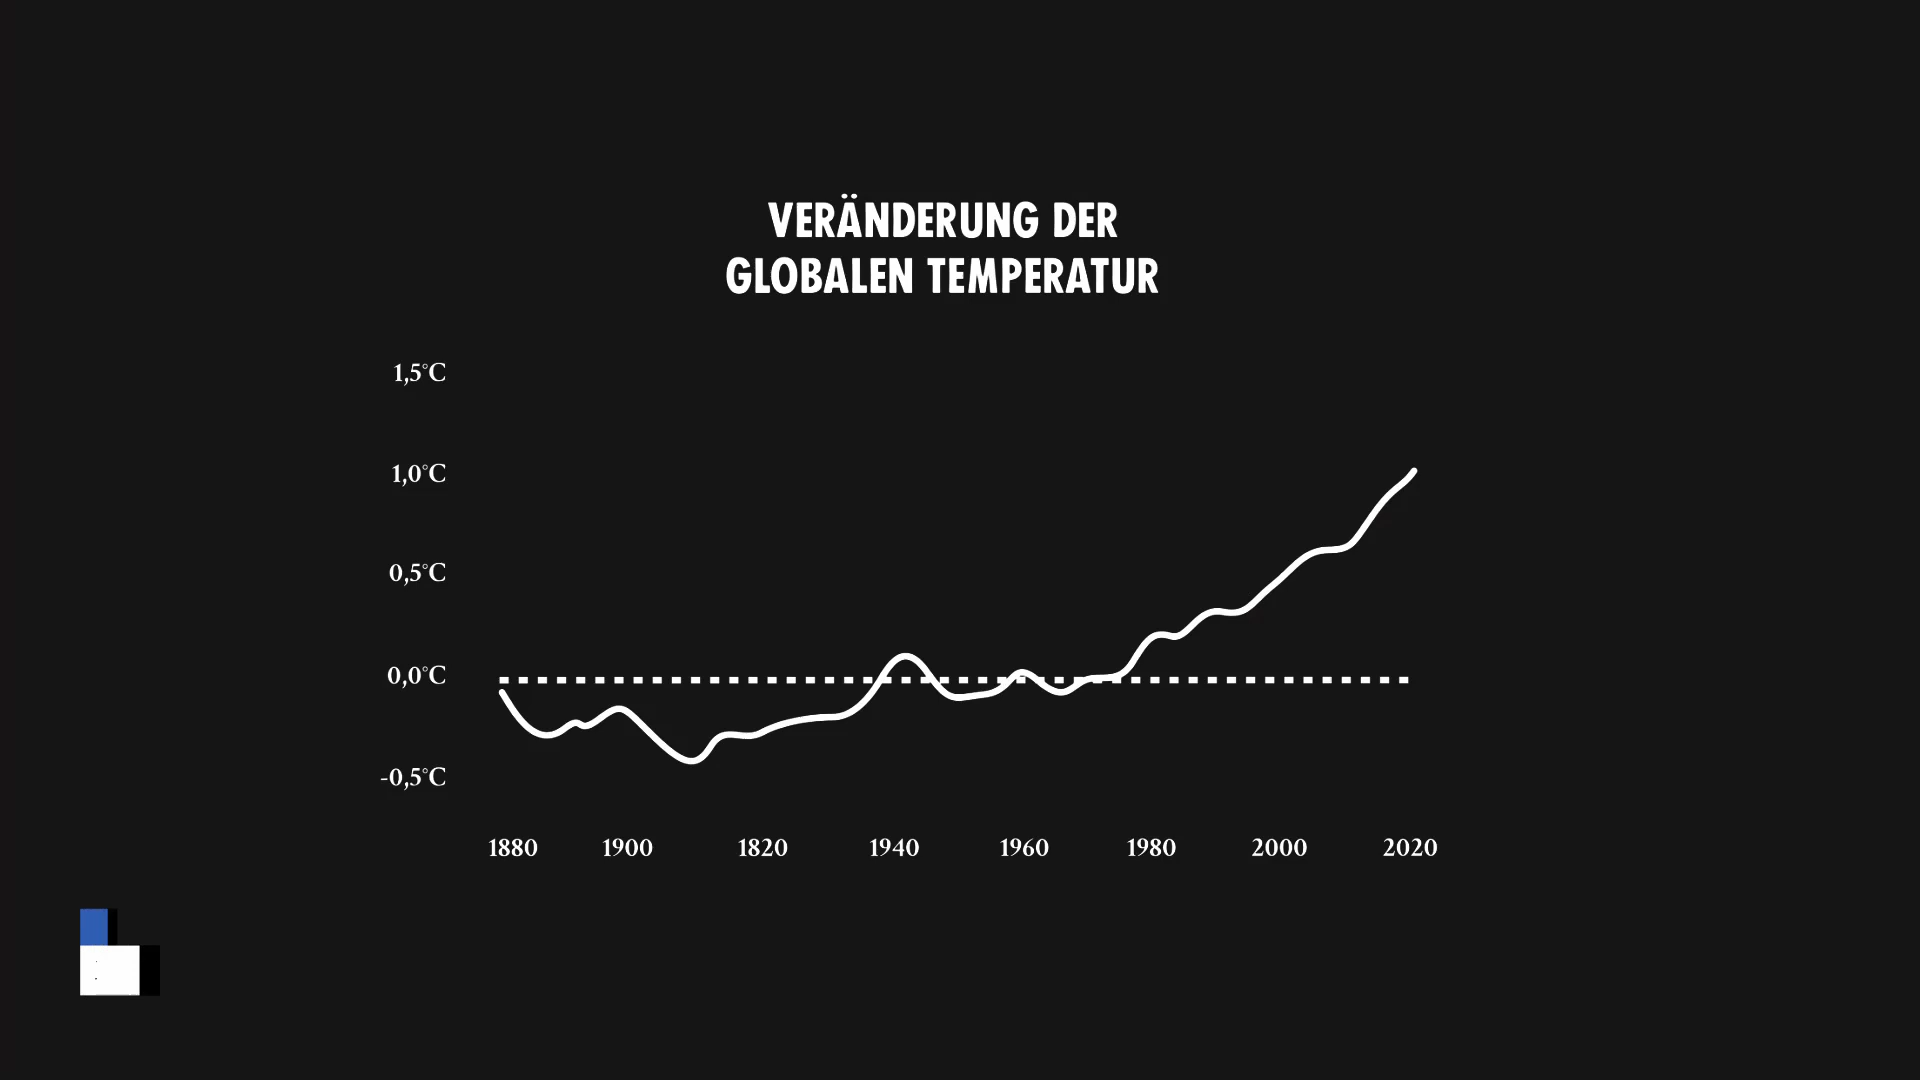 VERÄNDERUNG DER
GLOBALEN TEMPERATUR
1,5°C
1,0°C
0,5°C
0,0°C
-0,5°C
1880 1900 1820 1940 1960 1980 2000 2020